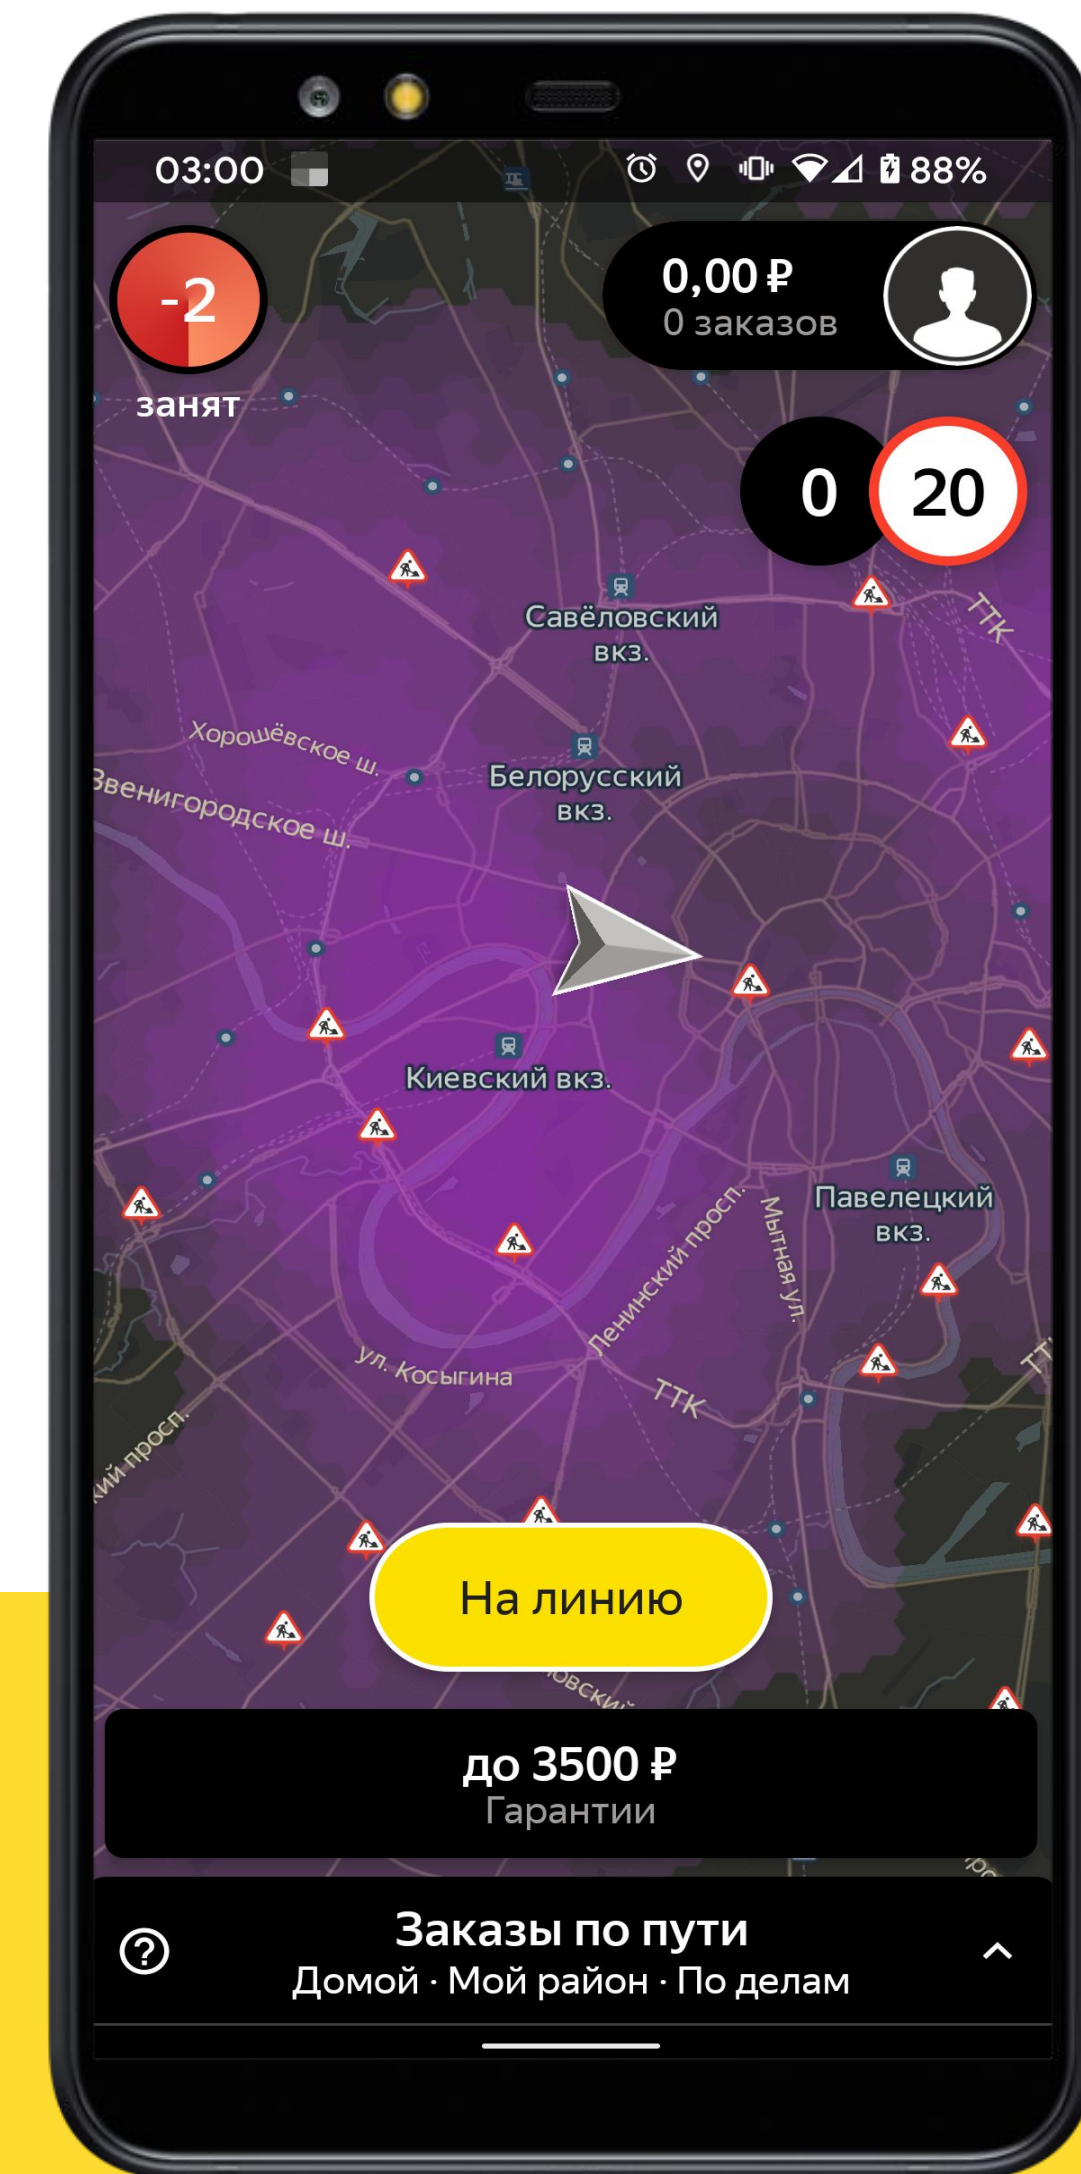 03:00
88%
-2
занят
0,00 ₽
0 заказов
0
20
Савёловский
вкз.
ТТК
Хорошёвское ш.
Звенигородское ш.
Белорусский
вкз.
Киевский вкз.
Павелецкий
вкз.
Ленинский просп.
Мытная ул.
ул. Косыгина
ТТК
просп.
На линию
до 3500 ₽
Гарантии
?
Заказы по пути
Домой · Мой район · По делам